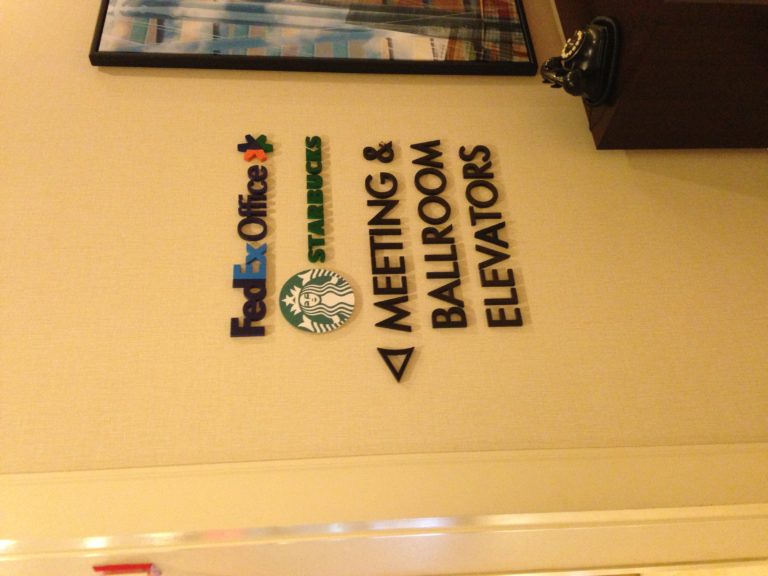 FedEx Office
STARBUCKS
MEETING &
BALLROOM
ELEVATORS